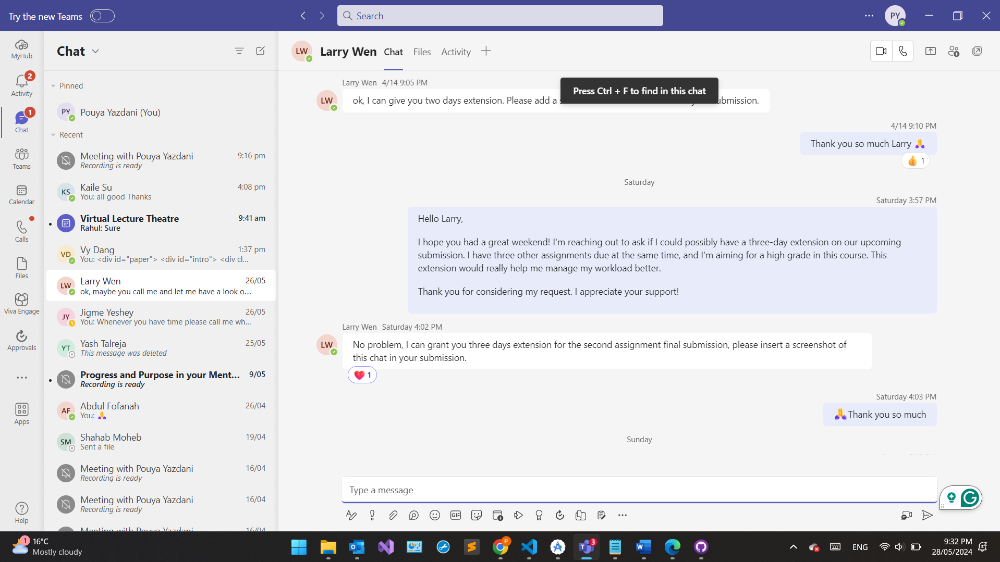 Try the new Teams
Search
PY
MyHub
2
Activity
1
Chat
Teams
Calendar
Calls
Files
Viva Engage
Approvals
Apps
Help
Chat
Pinned
PY Pouya Yazdani (You)
Recent
Meeting with Pouya Yazdani 9:16 pm
Recording is ready
KS Kaile Su 4:08 pm
You: all good Thanks
Virtual Lecture Theatre 9:41 am
Rahul: Sure
VD Vy Dang 1:37 pm
You: <div id="paper"> <div id="intro"> <div cl...
LW Larry Wen 26/05
ok, maybe you call me and let me have a look o...
JY Jigme Yeshey 26/05
You: Whenever you have time please call me wh...
YT Yash Talreja 25/05
This message was deleted
Progress and Purpose in your Ment... 9/05
Recording is ready
AF Abdul Fofanah 26/04
You: 🙏
SM Shahab Moheb 19/04
Sent a file
Meeting with Pouya Yazdani 16/04
Recording is ready
Meeting with Pouya Yazdani 16/04
Recording is ready
Meeting with Pouya Yazdani 16/04
LW Larry Wen Chat Files Activity
Larry Wen 4/14 9:05 PM
Press Ctrl + F to find in this chat
LW
ok, I can give you two days extension. Please add a submission.
4/14 9:10 PM
Thank you so much Larry 🙏
👍 1
Saturday
Saturday 3:57 PM
Hello Larry,
I hope you had a great weekend! I'm reaching out to ask if I could possibly have a three-day extension on our upcoming
submission. I have three other assignments due at the same time, and I'm aiming for a high grade in this course. This
extension would really help me manage my workload better.
Thank you for considering my request. I appreciate your support!
Larry Wen Saturday 4:02 PM
LW
No problem, I can grant you three days extension for the second assignment final submission, please insert a screenshot of
this chat in your submission.
❤️ 1
Saturday 4:03 PM
🙏Thank you so much
Sunday
Type a message
GIF
1
16°C
Mostly cloudy
P
3
ENG
9:32 PM
28/05/2024